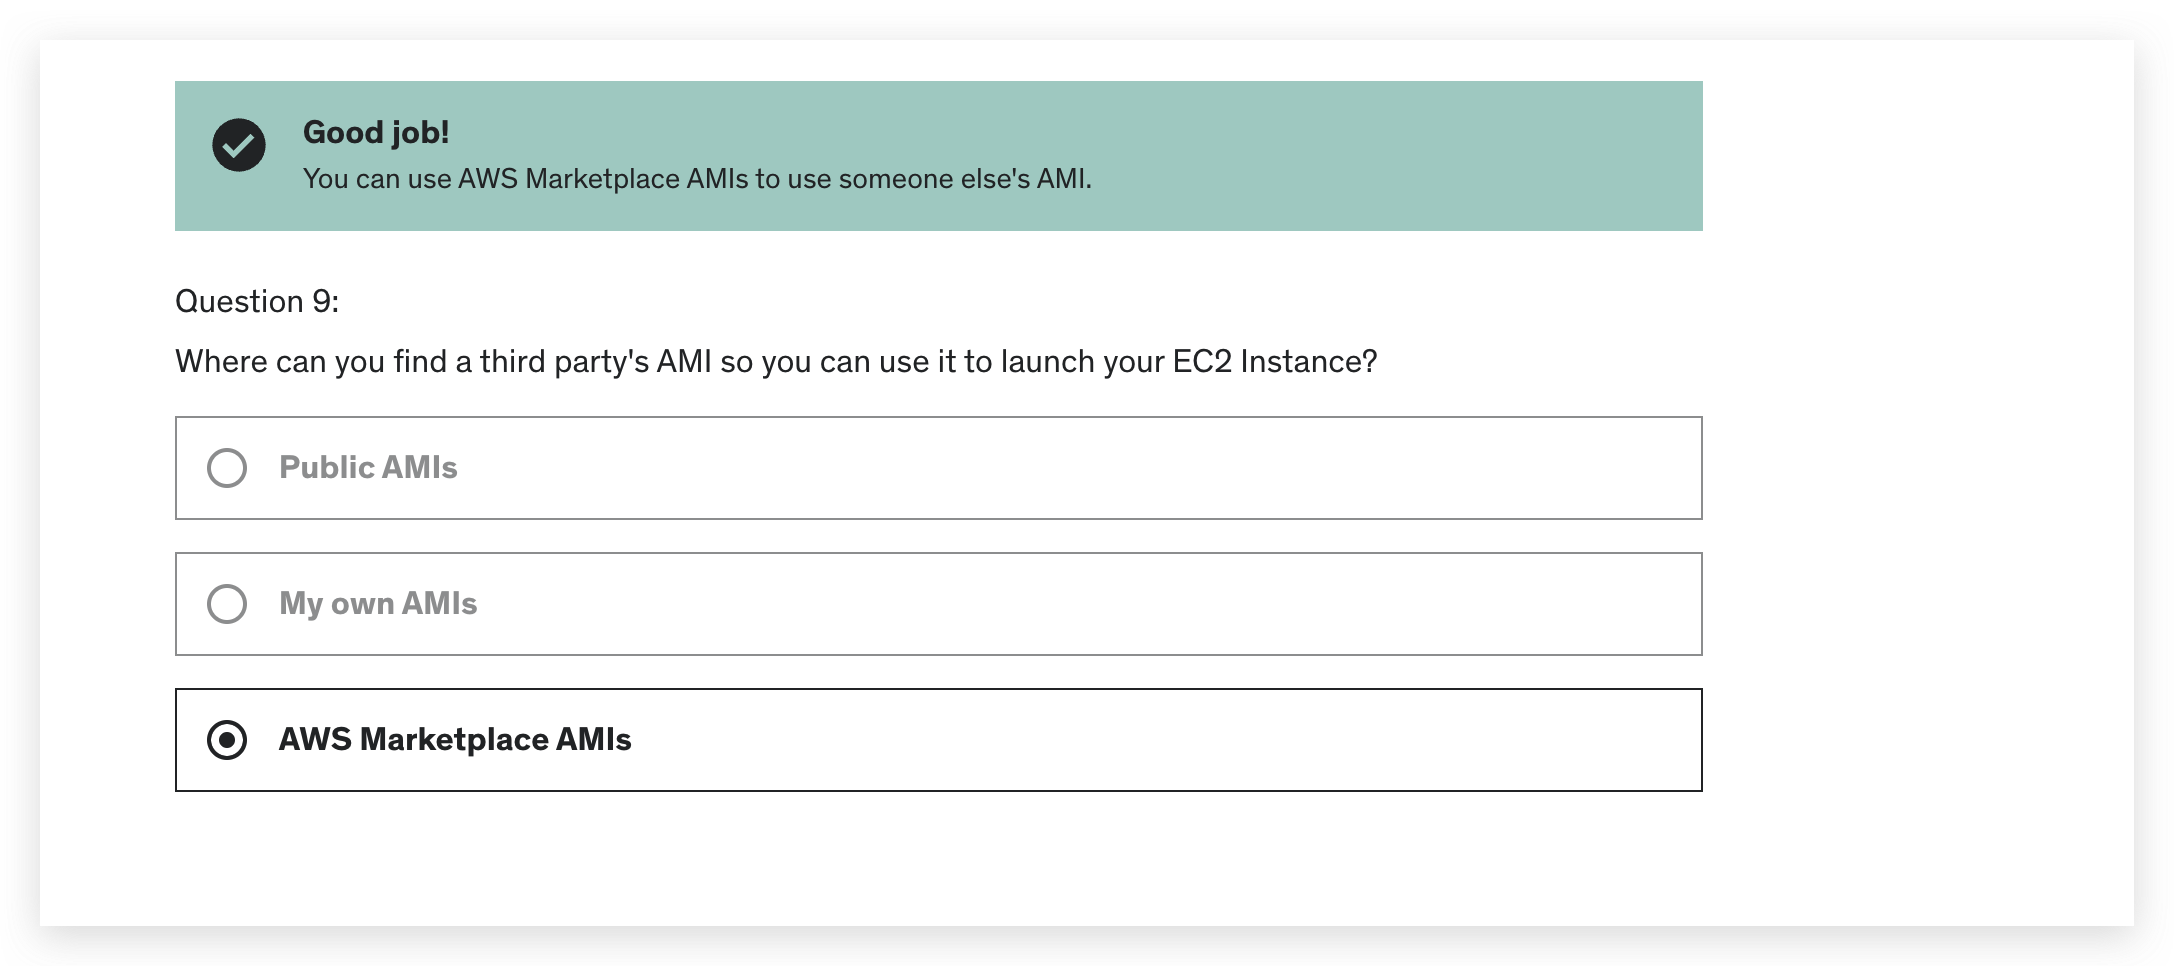 Good job!
You can use AWS Marketplace AMIs to use someone else's AMI.
Question 9:
Where can you find a third party's AMI so you can use it to launch your EC2 Instance?
Public AMIs
My own AMIs
AWS Marketplace AMIs